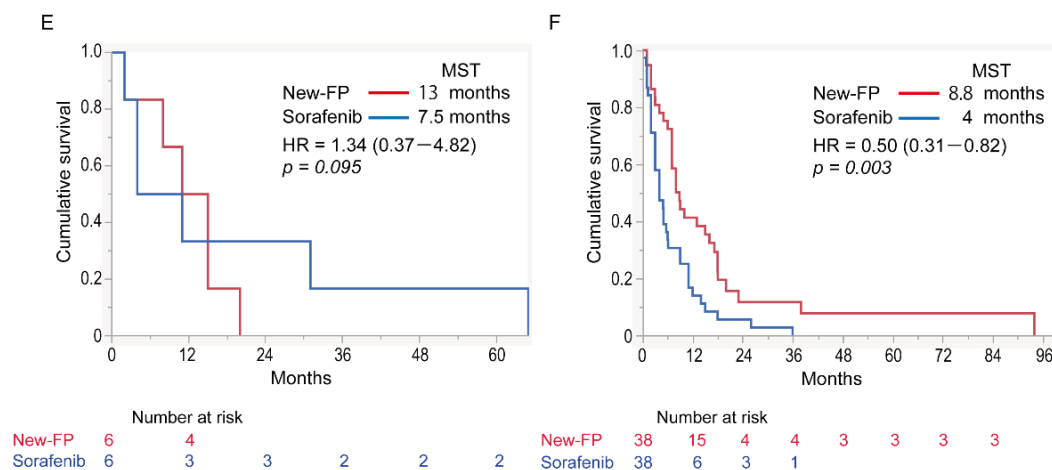 E
1.0
0.8
0.6
0.4
0.2
0
Cumulative survival
MST
New-FP 13 months
Sorafenib 7.5 months
HR = 1.34 (0.37－4.82)
p = 0.095
0 12 24 36 48 60
Months
Number at risk
New-FP 6 4
Sorafenib 6 3 3 2 2 2
F
1.0
0.8
0.6
0.4
0.2
0
Cumulative survival
MST
New-FP 8.8 months
Sorafenib 4 months
HR = 0.50 (0.31－0.82)
p = 0.003
0 12 24 36 48 60 72 84 96
Months
Number at risk
New-FP 38 15 4 4 3 3 3 3
Sorafenib 38 6 3 1